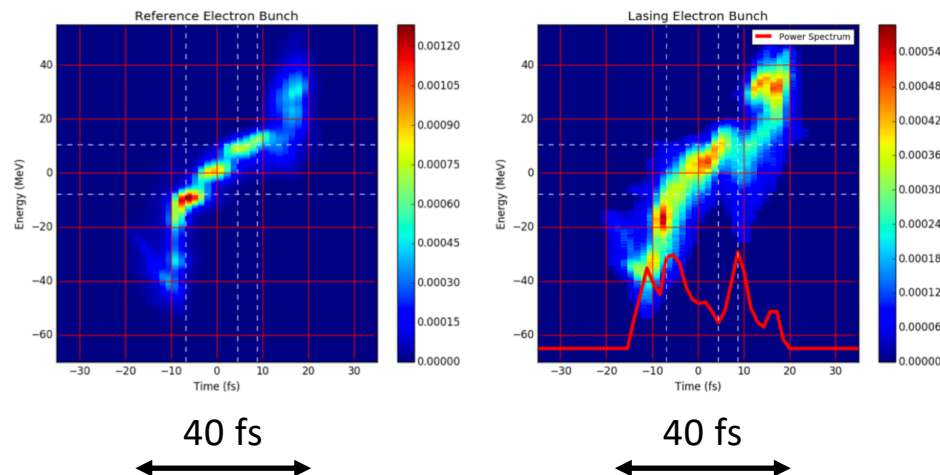 Reference Electron Bunch
Energy (MeV)
40
20
0
−20
−40
−60
−30 −20 −10 0 10 20 30
Time (fs)
0.00120
0.00105
0.00090
0.00075
0.00060
0.00045
0.00030
0.00015
0.00000
40 fs
Lasing Electron Bunch
Power Spectrum
Energy (MeV)
40
20
0
−20
−40
−60
−30 −20 −10 0 10 20 30
Time (fs)
0.00054
0.00048
0.00042
0.00036
0.00030
0.00024
0.00018
0.00012
0.00006
0.00000
40 fs